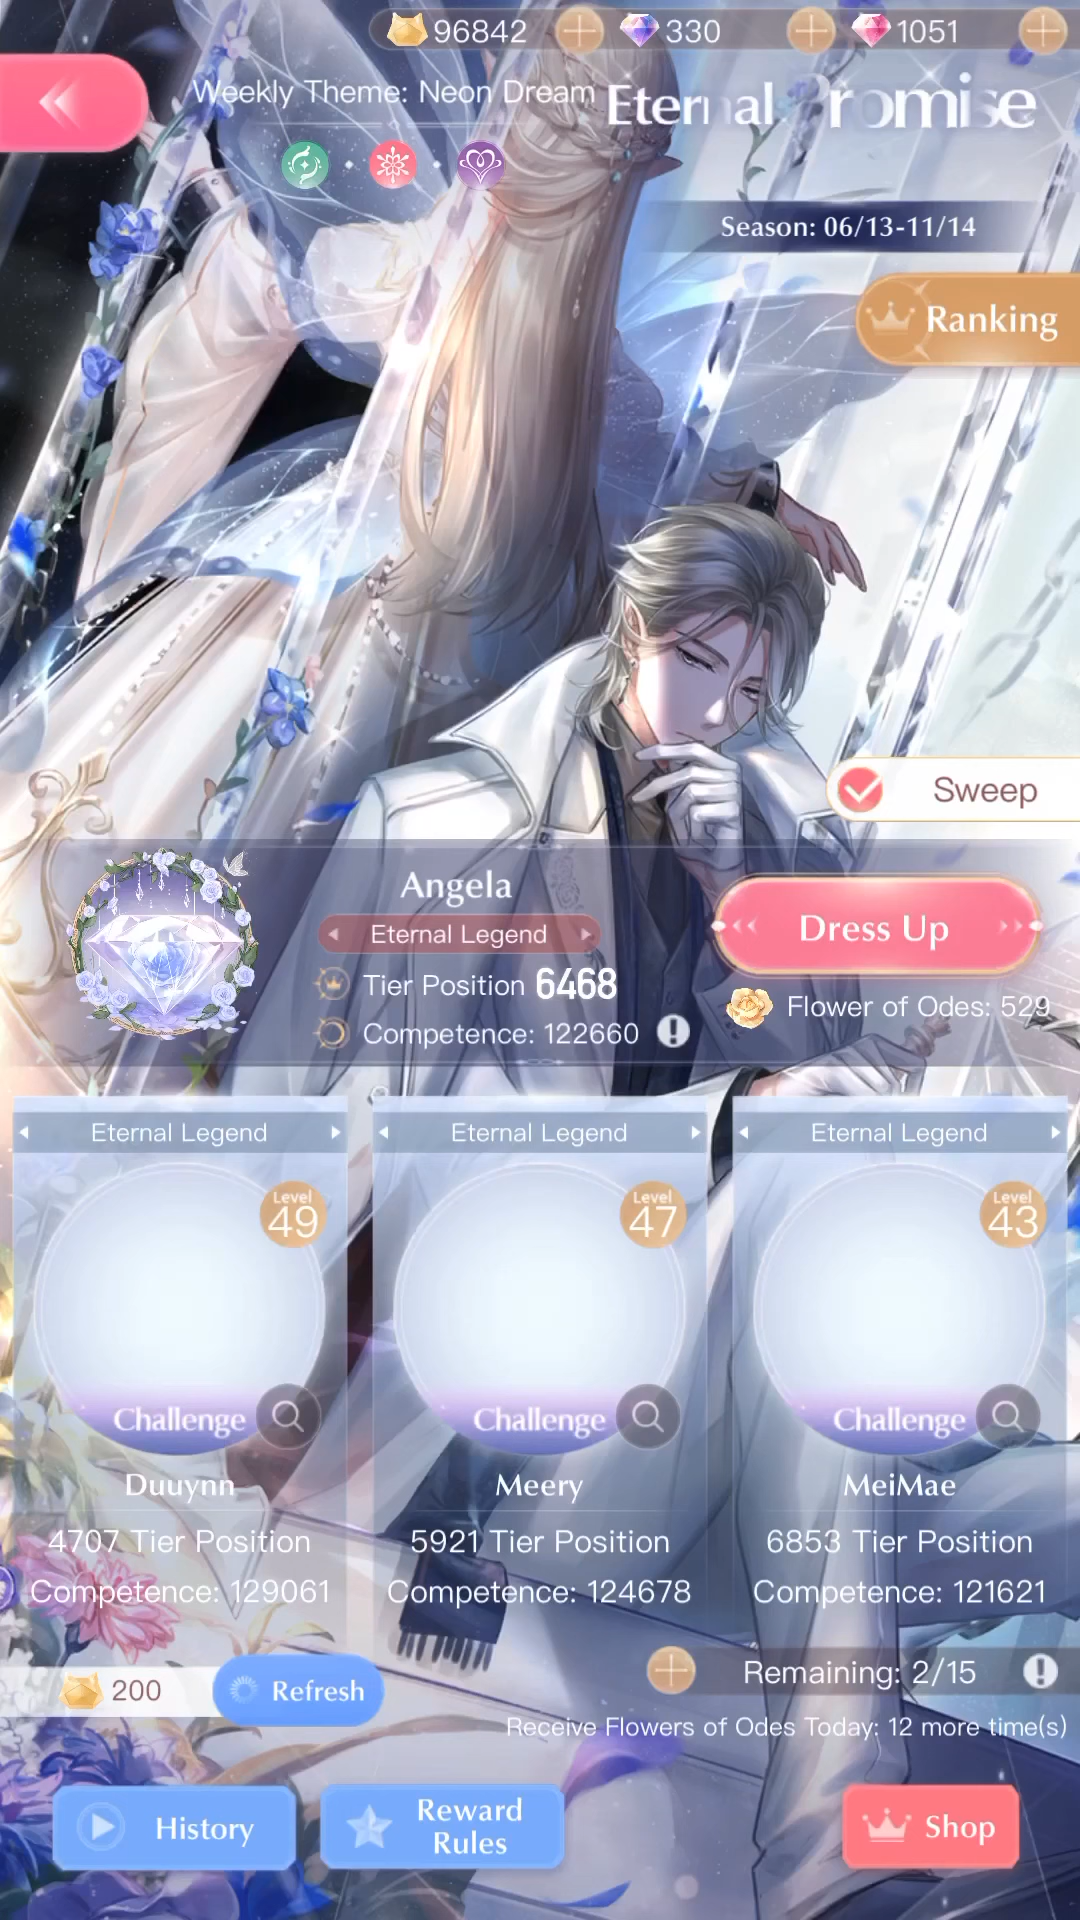 96842
330
1051
Weekly Theme: Neon Dream
Eternal Promise
Season: 06/13-11/14
Ranking
Sweep
Angela
Eternal Legend
Tier Position 6468
Competence: 122660
Dress Up
Flower of Odes: 529
Eternal Legend
Level
49
Challenge
Duuynn
4707 Tier Position
Competence: 129061
Eternal Legend
Level
47
Challenge
Meery
5921 Tier Position
Competence: 124678
Eternal Legend
Level
43
Challenge
MeiMae
6853 Tier Position
Competence: 121621
200
Refresh
Remaining: 2/15
Receive Flowers of Odes Today: 12 more time(s)
History
Reward
Rules
Shop